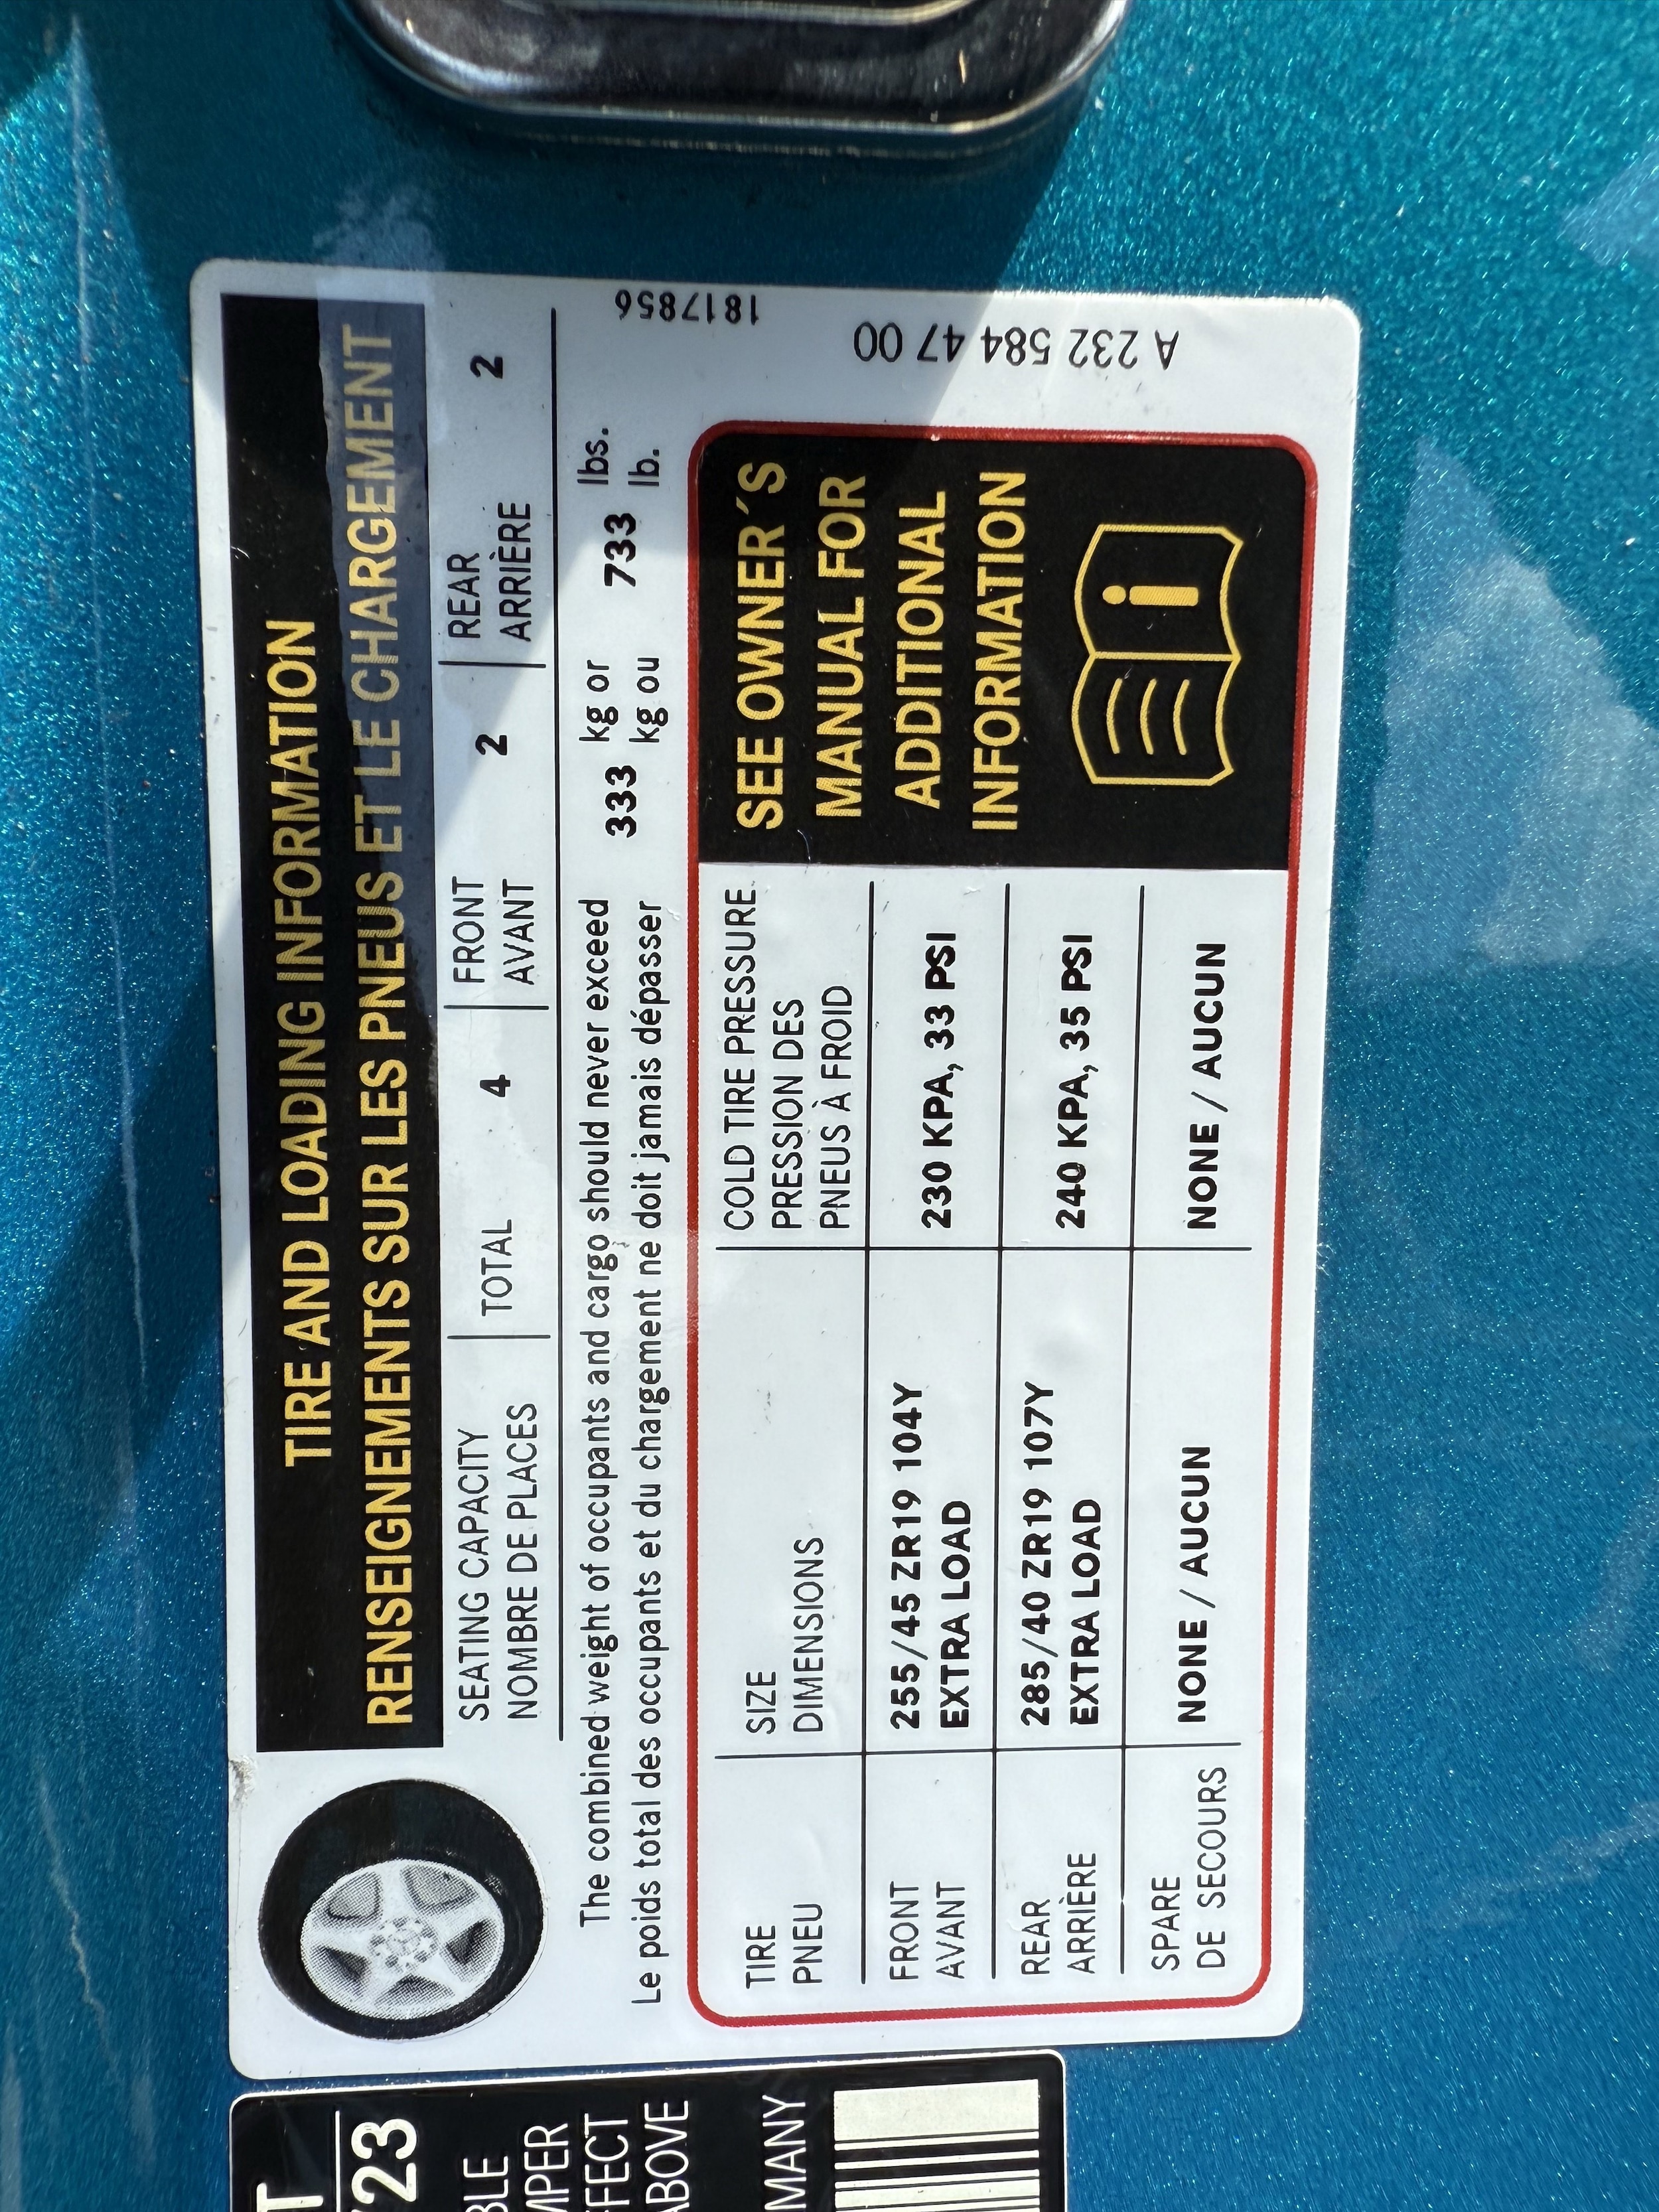 TIRE AND LOADING INFORMATION
RENSEIGNEMENTS SUR LES PNEUS ET LE CHARGEMENT
SEATING CAPACITY
NOMBRE DE PLACES
TOTAL 4
FRONT
AVANT
2
REAR
ARRIÈRE
2
The combined weight of occupants and cargo should never exceed 333 kg or 733 lbs.
Le poids total des occupants et du chargement ne doit jamais dépasser kg ou lb.
TIRE
PNEU
SIZE
DIMENSIONS
COLD TIRE PRESSURE
PRESSION DES
PNEUS À FROID
FRONT
AVANT
255/45 ZR19 104Y
EXTRA LOAD
230 KPA, 33 PSI
REAR
ARRIÈRE
285/40 ZR19 107Y
EXTRA LOAD
240 KPA, 35 PSI
SPARE
DE SECOURS
NONE / AUCUN
NONE / AUCUN
SEE OWNER´S
MANUAL FOR
ADDITIONAL
INFORMATION
i
1817856
A 232 584 47 00
23
ABOVE